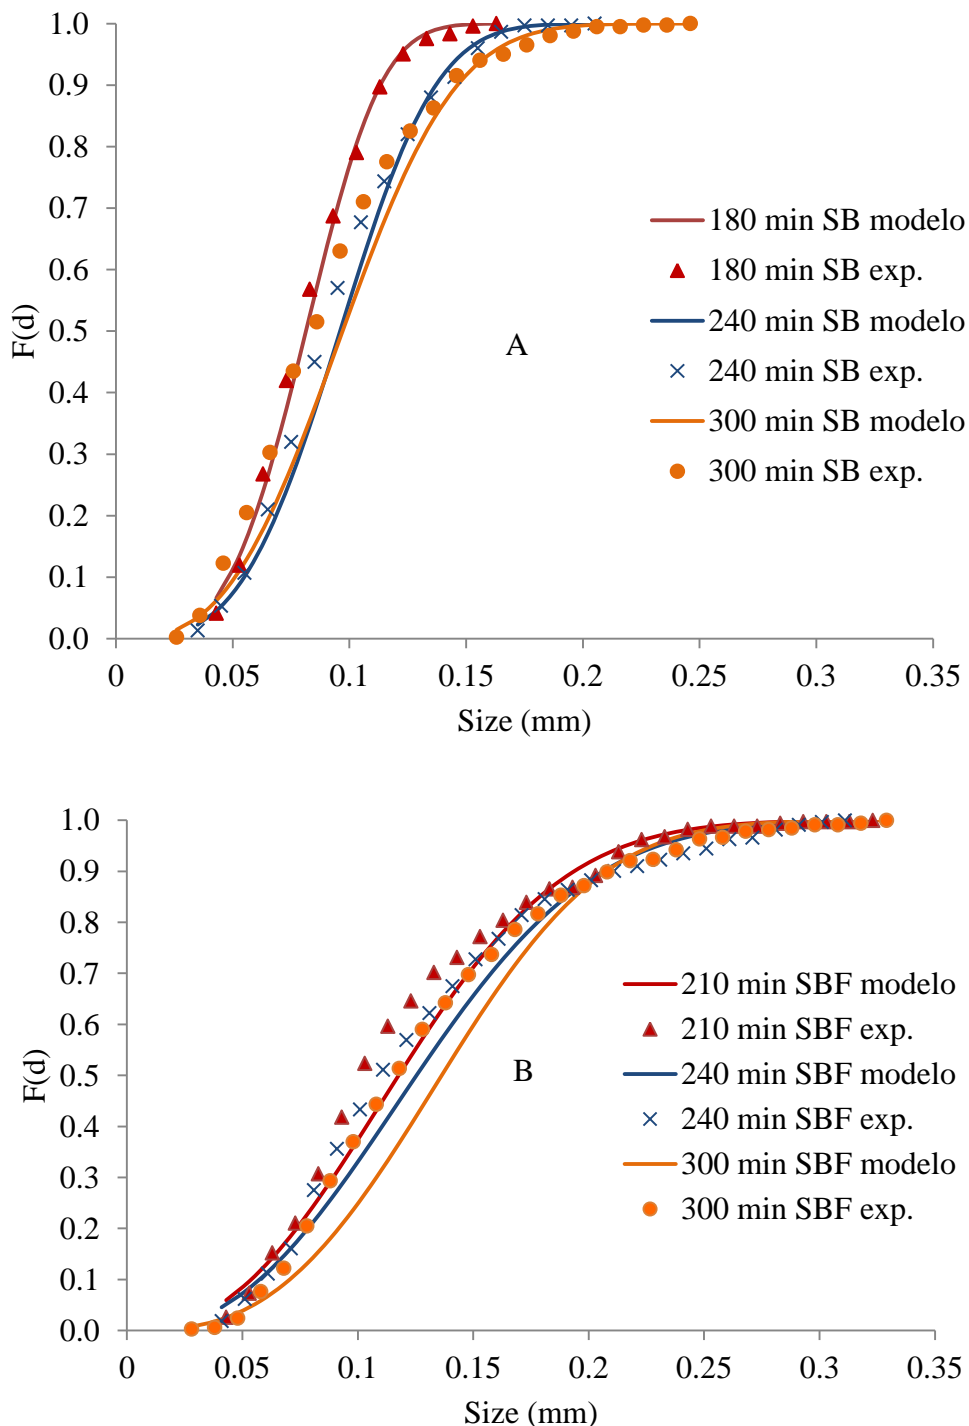 1.0
0.9
0.8
0.7
0.6
0.5
0.4
0.3
0.2
0.1
0.0
F(d)
0 0.05 0.1 0.15 0.2 0.25 0.3 0.35
Size (mm)
A
180 min SB modelo
180 min SB exp.
240 min SB modelo
240 min SB exp.
300 min SB modelo
300 min SB exp.
1.0
0.9
0.8
0.7
0.6
0.5
0.4
0.3
0.2
0.1
0.0
F(d)
0 0.05 0.1 0.15 0.2 0.25 0.3 0.35
Size (mm)
B
210 min SBF modelo
210 min SBF exp.
240 min SBF modelo
240 min SBF exp.
300 min SBF modelo
300 min SBF exp.